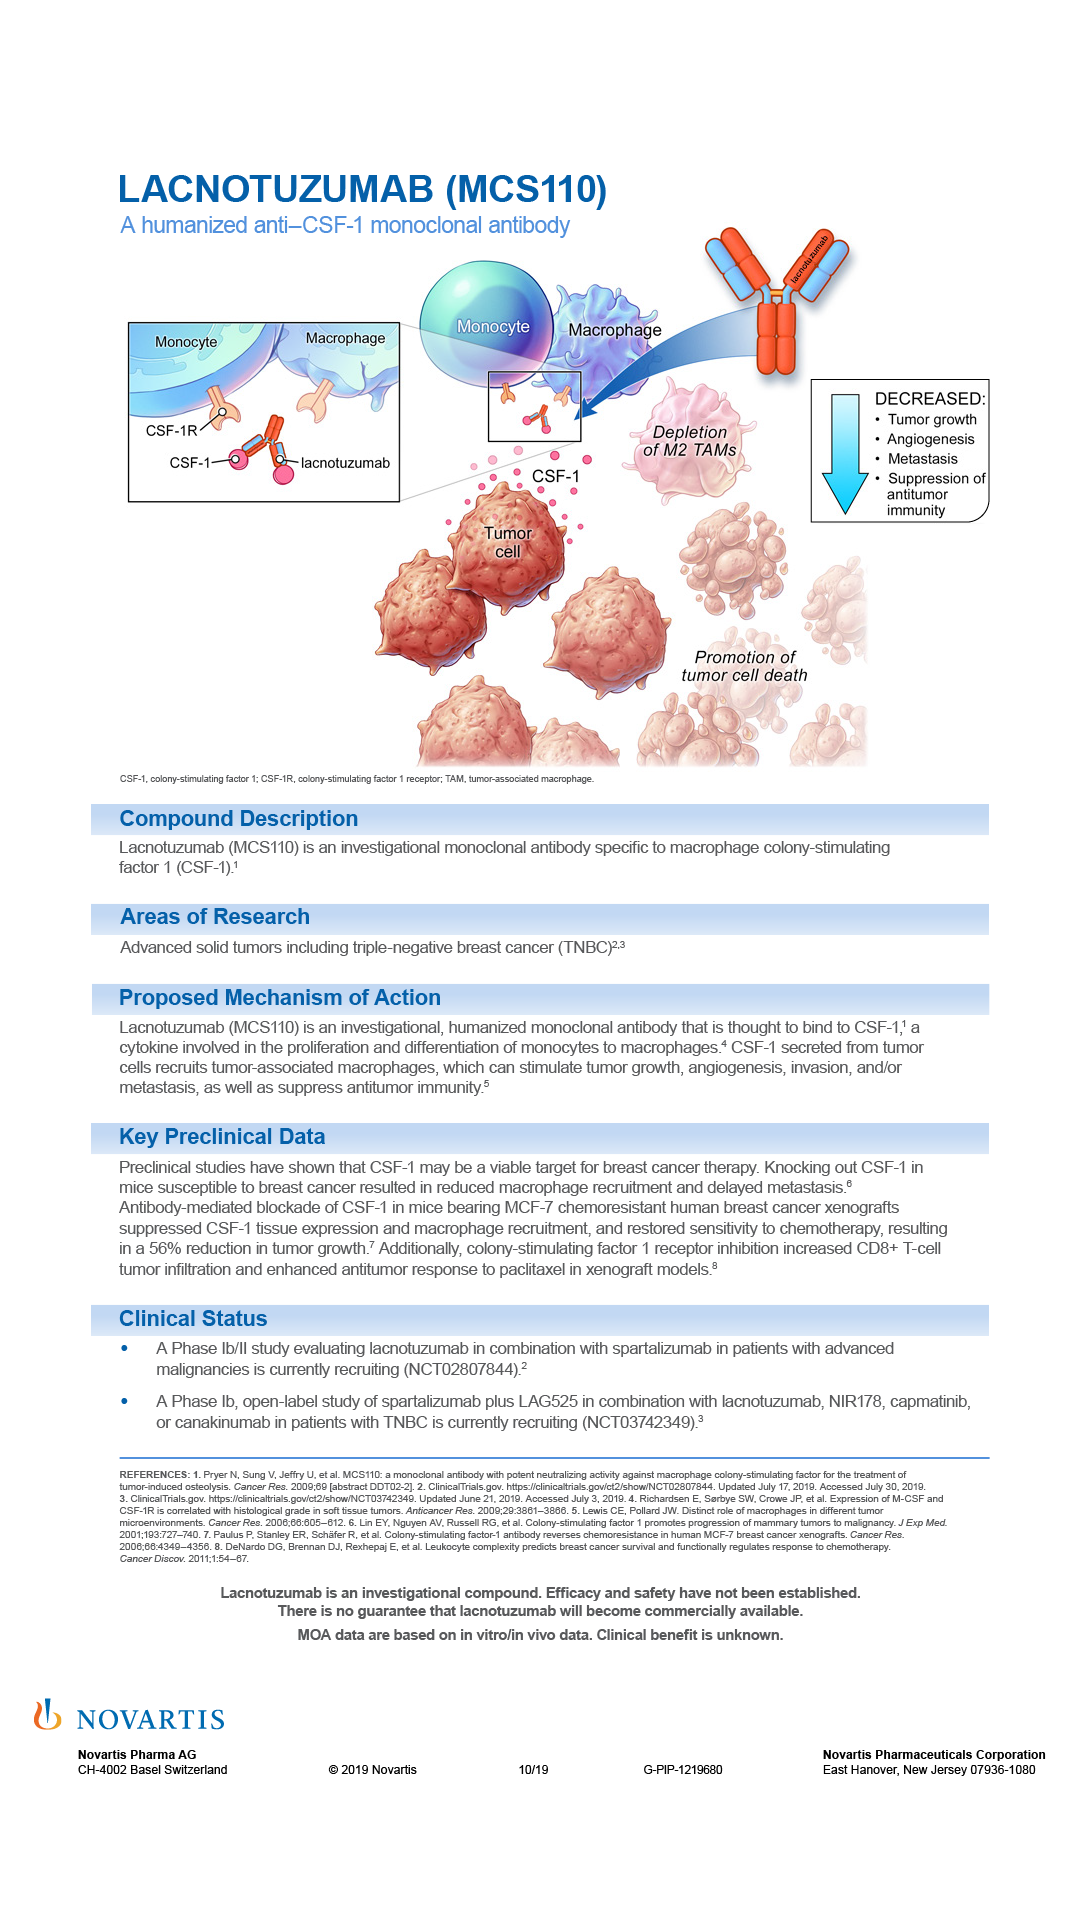 LACNOTUZUMAB (MCS110)
A humanized anti–CSF-1 monoclonal antibody
lacnotuzumab
Monocyte
Macrophage
Monocyte
Macrophage
CSF-1R
CSF-1
lacnotuzumab
CSF-1
Tumor
cell
Depletion
of M2 TAMs
DECREASED:
• Tumor growth
• Angiogenesis
• Metastasis
• Suppression of
antitumor
immunity
Promotion of
tumor cell death
CSF-1, colony-stimulating factor 1; CSF-1R, colony-stimulating factor 1 receptor; TAM, tumor-associated macrophage.
Compound Description
Lacnotuzumab (MCS110) is an investigational monoclonal antibody specific to macrophage colony-stimulating
factor 1 (CSF-1).¹
Areas of Research
Advanced solid tumors including triple-negative breast cancer (TNBC)²,³
Proposed Mechanism of Action
Lacnotuzumab (MCS110) is an investigational, humanized monoclonal antibody that is thought to bind to CSF-1,¹ a
cytokine involved in the proliferation and differentiation of monocytes to macrophages.⁴ CSF-1 secreted from tumor
cells recruits tumor-associated macrophages, which can stimulate tumor growth, angiogenesis, invasion, and/or
metastasis, as well as suppress antitumor immunity.⁵
Key Preclinical Data
Preclinical studies have shown that CSF-1 may be a viable target for breast cancer therapy. Knocking out CSF-1 in
mice susceptible to breast cancer resulted in reduced macrophage recruitment and delayed metastasis.⁶
Antibody-mediated blockade of CSF-1 in mice bearing MCF-7 chemoresistant human breast cancer xenografts
suppressed CSF-1 tissue expression and macrophage recruitment, and restored sensitivity to chemotherapy, resulting
in a 56% reduction in tumor growth.⁷ Additionally, colony-stimulating factor 1 receptor inhibition increased CD8+ T-cell
tumor infiltration and enhanced antitumor response to paclitaxel in xenograft models.⁸
Clinical Status
• A Phase Ib/II study evaluating lacnotuzumab in combination with spartalizumab in patients with advanced
malignancies is currently recruiting (NCT02807844).²
• A Phase Ib, open-label study of spartalizumab plus LAG525 in combination with lacnotuzumab, NIR178, capmatinib,
or canakinumab in patients with TNBC is currently recruiting (NCT03742349).³
REFERENCES: 1. Pryer N, Sung V, Jeffry U, et al. MCS110: a monoclonal antibody with potent neutralizing activity against macrophage colony-stimulating factor for the treatment of
tumor-induced osteolysis. Cancer Res. 2009;69 [abstract DDT02-2]. 2. ClinicalTrials.gov. https://clinicaltrials.gov/ct2/show/NCT02807844. Updated July 17, 2019. Accessed July 30, 2019.
3. ClinicalTrials.gov. https://clinicaltrials.gov/ct2/show/NCT03742349. Updated June 21, 2019. Accessed July 3, 2019. 4. Richardsen E, Sørbye SW, Crowe JP, et al. Expression of M-CSF and
CSF-1R is correlated with histological grade in soft tissue tumors. Anticancer Res. 2009;29:3861–3866. 5. Lewis CE, Pollard JW. Distinct role of macrophages in different tumor
microenvironments. Cancer Res. 2006;66:605–612. 6. Lin EY, Nguyen AV, Russell RG, et al. Colony-stimulating factor 1 promotes progression of mammary tumors to malignancy. J Exp Med.
2001;193:727–740. 7. Paulus P, Stanley ER, Schäfer R, et al. Colony-stimulating factor-1 antibody reverses chemoresistance in human MCF-7 breast cancer xenografts. Cancer Res.
2006;66:4349–4356. 8. DeNardo DG, Brennan DJ, Rexhepaj E, et al. Leukocyte complexity predicts breast cancer survival and functionally regulates response to chemotherapy.
Cancer Discov. 2011;1:54–67.
Lacnotuzumab is an investigational compound. Efficacy and safety have not been established.
There is no guarantee that lacnotuzumab will become commercially available.
MOA data are based on in vitro/in vivo data. Clinical benefit is unknown.
NOVARTIS
Novartis Pharma AG
CH-4002 Basel Switzerland
© 2019 Novartis
10/19
G-PIP-1219680
Novartis Pharmaceuticals Corporation
East Hanover, New Jersey 07936-1080